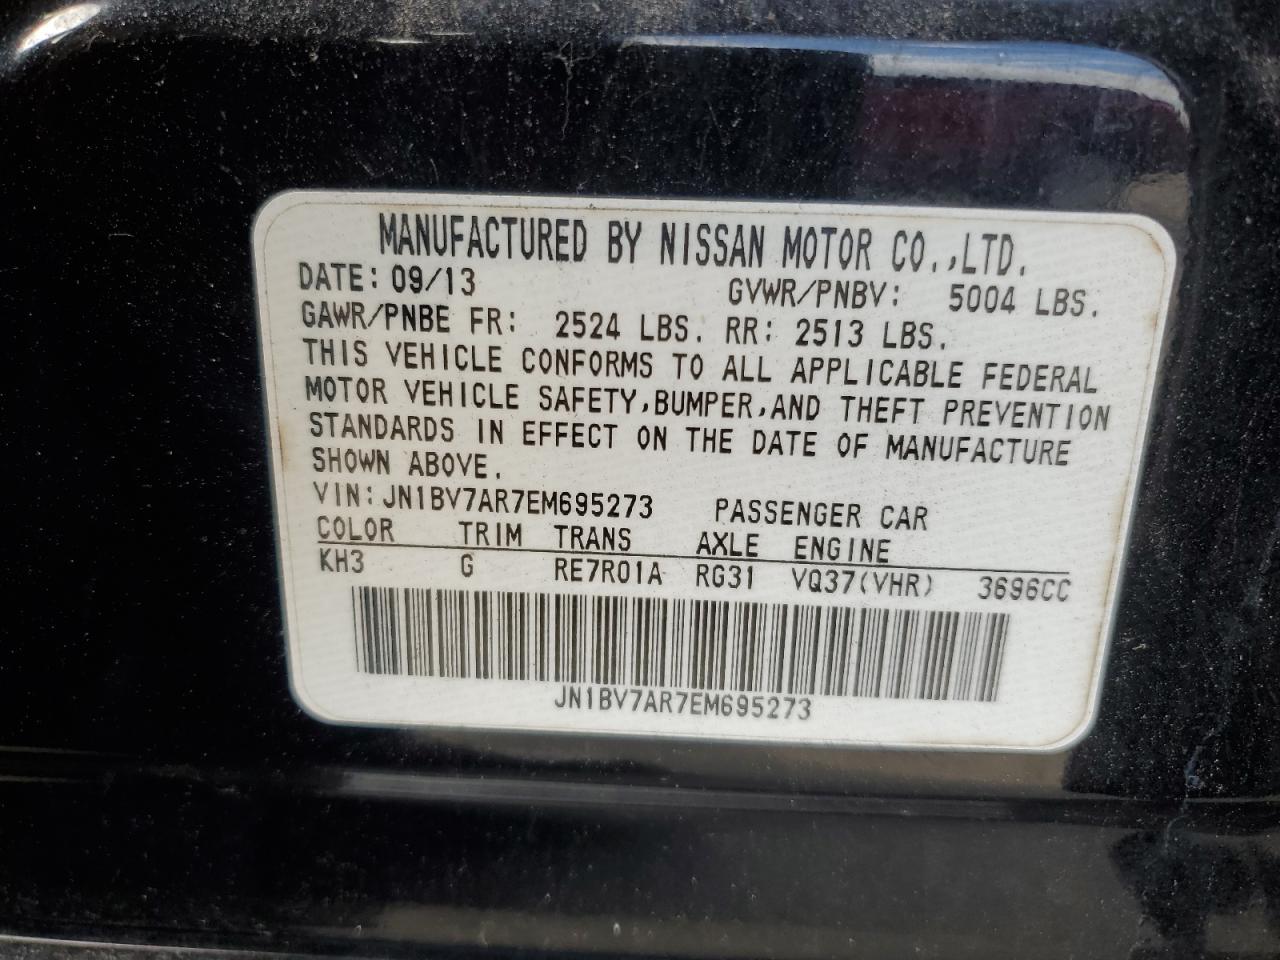 MANUFACTURED BY NISSAN MOTOR CO.,LTD.
DATE: 09/13 GVWR/PNBV: 5004 LBS.
GAWR/PNBE FR: 2524 LBS. RR: 2513 LBS.
THIS VEHICLE CONFORMS TO ALL APPLICABLE FEDERAL
MOTOR VEHICLE SAFETY,BUMPER,AND THEFT PREVENTION
STANDARDS IN EFFECT ON THE DATE OF MANUFACTURE
SHOWN ABOVE.
VIN: JN1BV7AR7EM695273 PASSENGER CAR
COLOR TRIM TRANS AXLE ENGINE
KH3 G RE7R01A RG31 VQ37(VHR) 3696CC
JN1BV7AR7EM695273